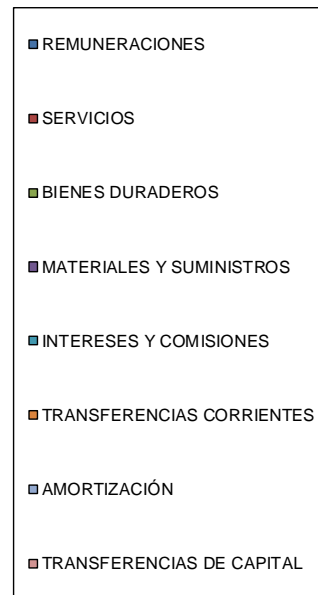 REMUNERACIONES
SERVICIOS
BIENES DURADEROS
MATERIALES Y SUMINISTROS
INTERESES Y COMISIONES
TRANSFERENCIAS CORRIENTES
AMORTIZACIÓN
TRANSFERENCIAS DE CAPITAL